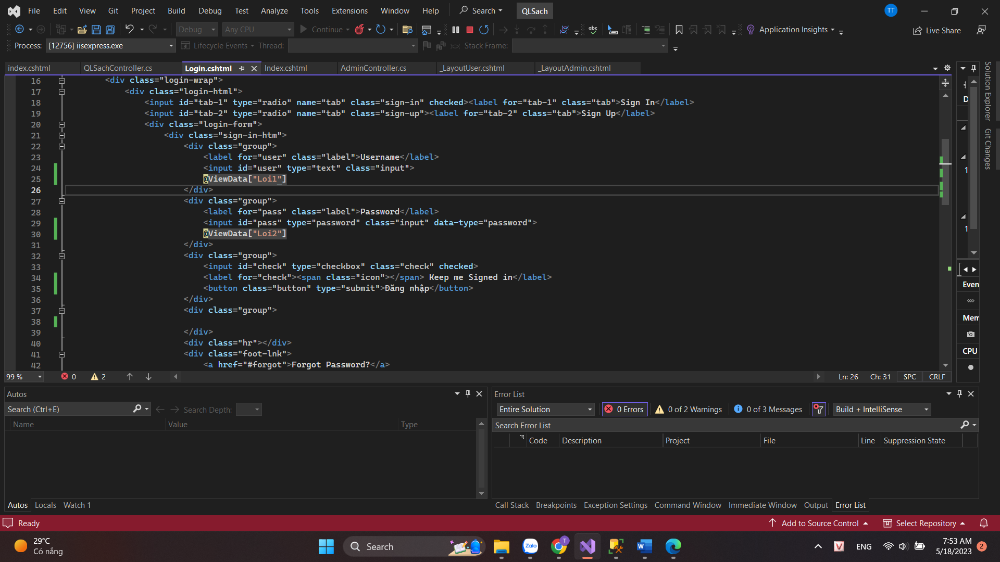 File Edit View Git Project Build Debug Test Analyze Tools Extensions Window Help Search QLSach TT
Debug Any CPU Continue Application Insights Live Share
Process: [12756] iisexpress.exe Lifecycle Events Thread: Stack Frame:
index.cshtml QLSachController.cs Login.cshtml Index.cshtml AdminController.cs _LayoutUser.cshtml _LayoutAdmin.cshtml
16 <div class="login-wrap">
17 <div class="login-html">
18 <input id="tab-1" type="radio" name="tab" class="sign-in" checked><label for="tab-1" class="tab">Sign In</label>
19 <input id="tab-2" type="radio" name="tab" class="sign-up"><label for="tab-2" class="tab">Sign Up</label>
20 <div class="login-form">
21 <div class="sign-in-htm">
22 <div class="group">
23 <label for="user" class="label">Username</label>
24 <input id="user" type="text" class="input">
25 @ViewData["Loi1"]
26 </div>
27 <div class="group">
28 <label for="pass" class="label">Password</label>
29 <input id="pass" type="password" class="input" data-type="password">
30 @ViewData["Loi2"]
31 </div>
32 <div class="group">
33 <input id="check" type="checkbox" class="check" checked>
34 <label for="check"><span class="icon"></span> Keep me Signed in</label>
35 <button class="button" type="submit">Đăng nhập</button>
36 </div>
37 <div class="group">
38
39 </div>
40 <div class="hr"></div>
41 <div class="foot-lnk">
42 <a href="#forgot">Forgot Password?</a>
99 % 0 2 Ln: 26 Ch: 31 SPC CRLF
Solution Explorer
Git Changes
D
1
1
Even
Mem
CPU
Autos
Search (Ctrl+E) Search Depth:
Name Value Type
Autos Locals Watch 1
Error List
Entire Solution 0 Errors 0 of 2 Warnings 0 of 3 Messages Build + IntelliSense
Search Error List
Code Description Project File Line Suppression State
Call Stack Breakpoints Exception Settings Command Window Immediate Window Output Error List
Ready Add to Source Control Select Repository
29°C
Có nắng
Search
Zalo
T
W
V
ENG
7:53 AM
5/18/2023
2